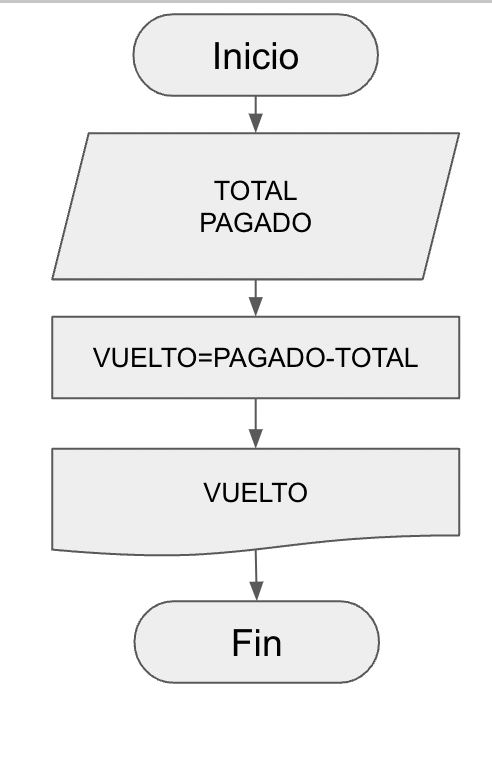 Inicio
TOTAL
PAGADO
VUELTO=PAGADO-TOTAL
VUELTO
Fin